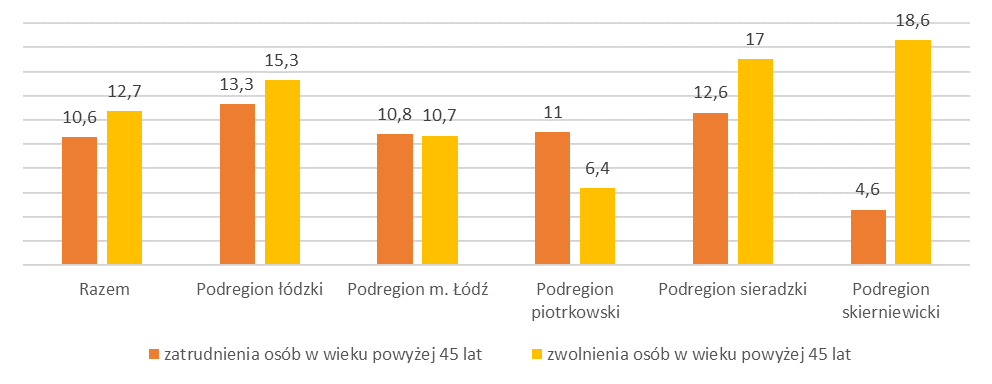 18,6
17
15,3
13,3
12,7
12,6
10,6
10,8
10,7
11
6,4
4,6
Razem
Podregion łódzki
Podregion m. Łódź
Podregion
piotrkowski
Podregion sieradzki
Podregion
skierniewicki
zatrudnienia osób w wieku powyżej 45 lat
zwolnienia osób w wieku powyżej 45 lat